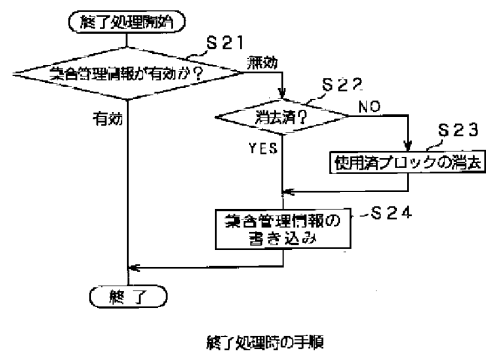 終了処理開始
S21
集合管理情報が有効か?
無効
S22
有効
消去済?
NO
YES
S23
使用済ブロックの消去
集合管理情報の
書き込み
S24
終了
終了処理時の手順